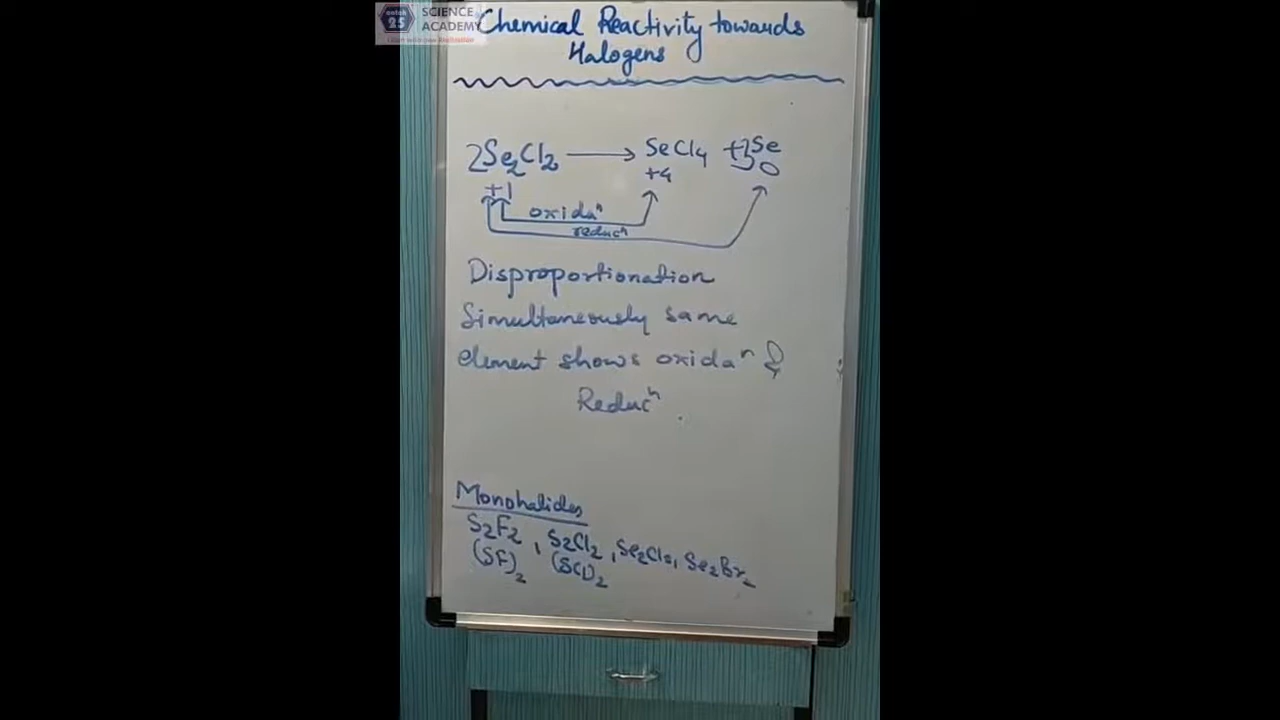 SCIENCE
ACADEMY
Chemical Reactivity towards
Halogens
2Se₂Cl₂ ⟶ SeCl₄ + 3Se
+1 +4 0
oxidaⁿ
reducⁿ
Disproportionation
Simultaneously same
element shows oxidaⁿ &
Reducⁿ
Monohalides
S₂F₂ , S₂Cl₂ , Se₂Cl₂, Se₂Br₂
(SF)₂ (SCl)₂